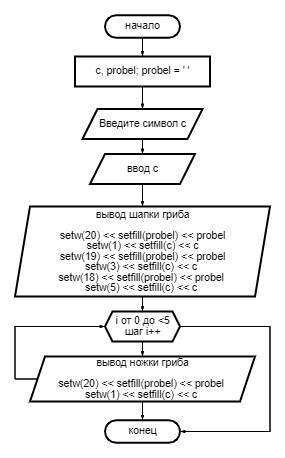 начало
c, probel; probel = ' '
Введите символ c
ввод c
вывод шапки гриба
setw(20) << setfill(probel) << probel
setw(1) << setfill(c) << c
setw(19) << setfill(probel) << probel
setw(3) << setfill(c) << c
setw(18) << setfill(probel) << probel
setw(5) << setfill(c) << c
i от 0 до <5
шаг i++
вывод ножки гриба
setw(20) << setfill(probel) << probel
setw(1) << setfill(c) << c
конец